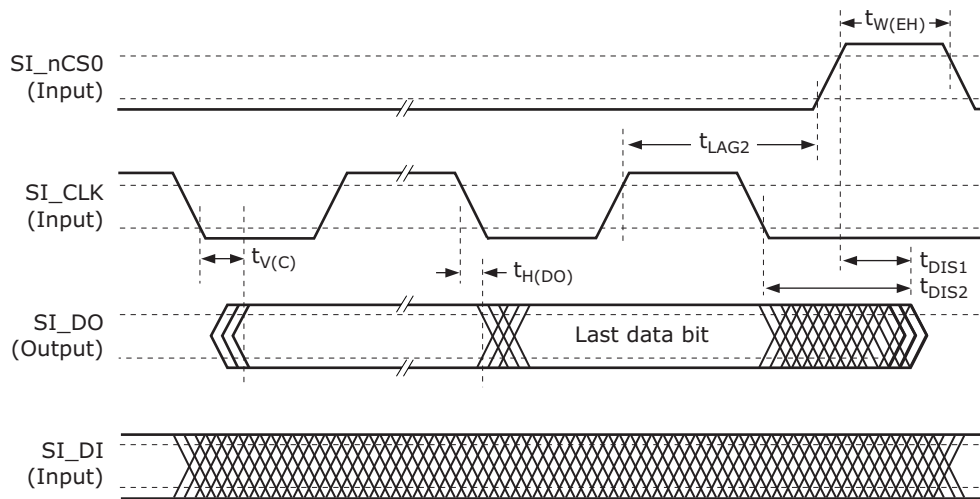 tW(EH)
SI_nCS0
(Input)
tLAG2
SI_CLK
(Input)
tV(C)
tH(DO)
tDIS1
tDIS2
SI_DO
(Output)
Last data bit
SI_DI
(Input)